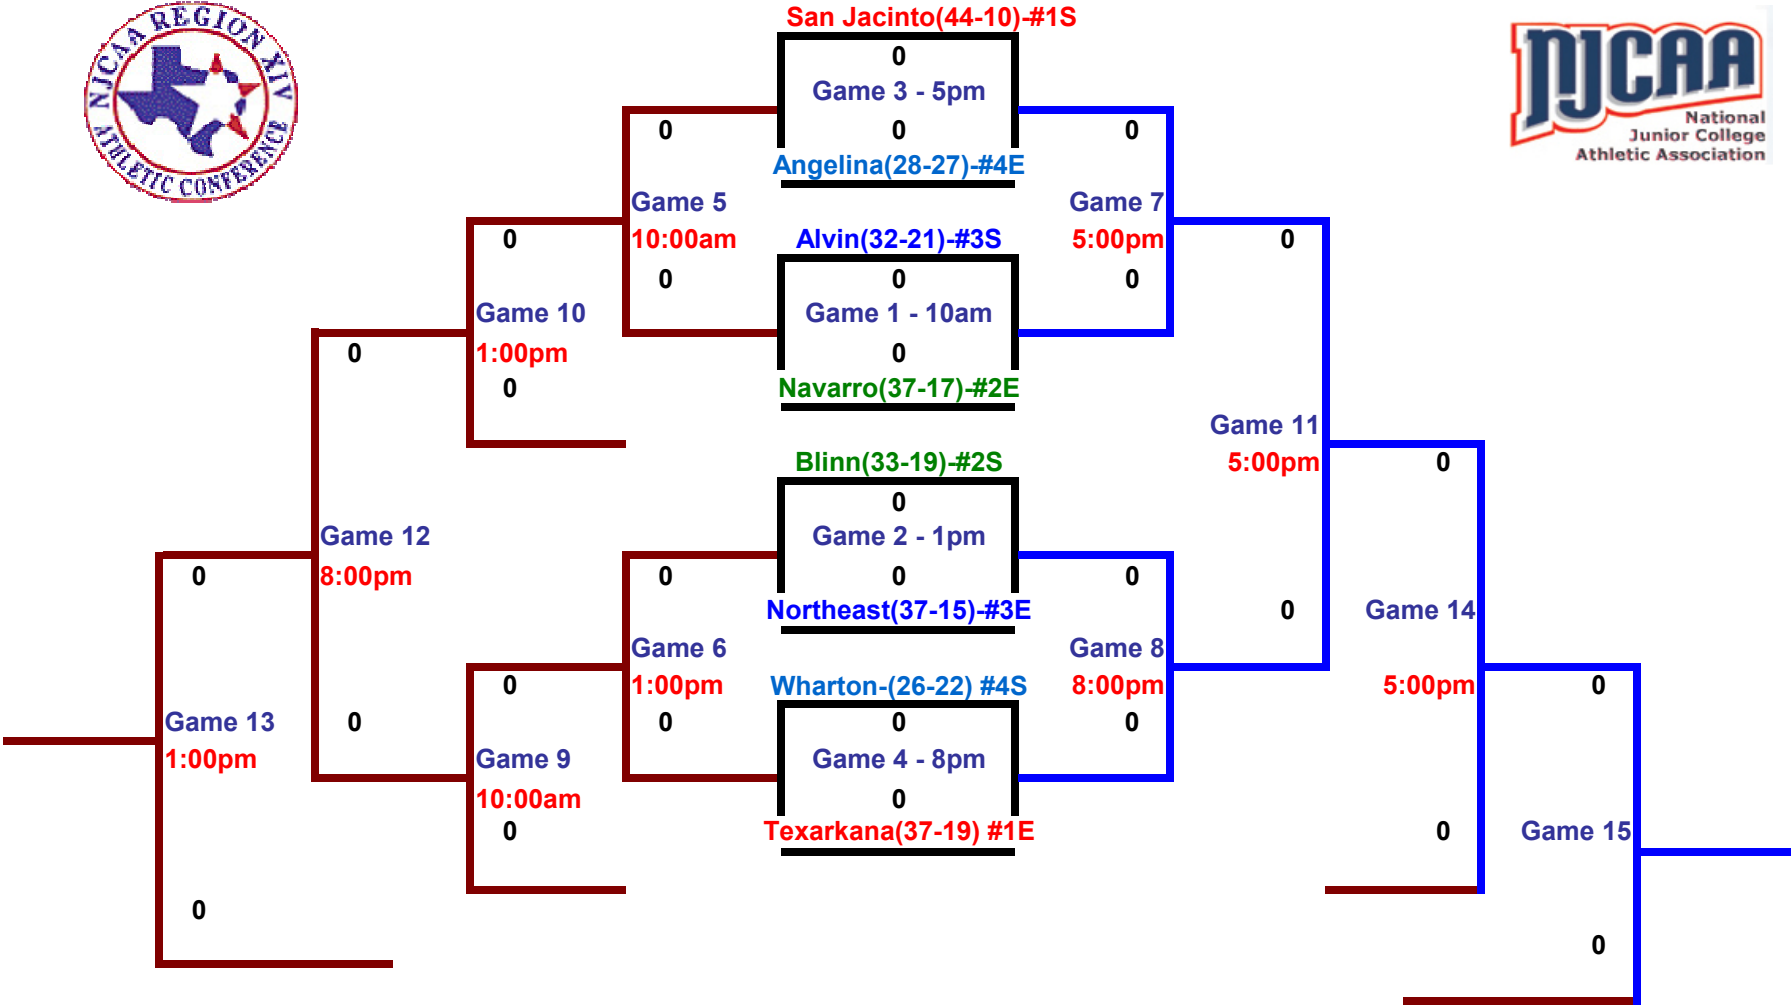 NJCAA REGION XIV
ATHLETIC CONFERENCE
NJCAA
National
Junior College
Athletic Association
San Jacinto(44-10)-#1S
0
Game 3 - 5pm
0
0
0
Angelina(28-27)-#4E
Game 5
Game 7
0
10:00am
Alvin(32-21)-#3S
5:00pm
0
0
0
0
Game 10
Game 1 - 10am
0
1:00pm
0
0
Navarro(37-17)-#2E
Game 11
Blinn(33-19)-#2S
5:00pm
0
0
Game 12
Game 2 - 1pm
0
8:00pm
0
0
0
Northeast(37-15)-#3E
0
Game 14
Game 6
Game 8
0
1:00pm
Wharton-(26-22) #4S
8:00pm
5:00pm
0
Game 13
0
0
0
0
1:00pm
Game 9
Game 4 - 8pm
10:00am
0
0
Texarkana(37-19) #1E
0
Game 15
0
0